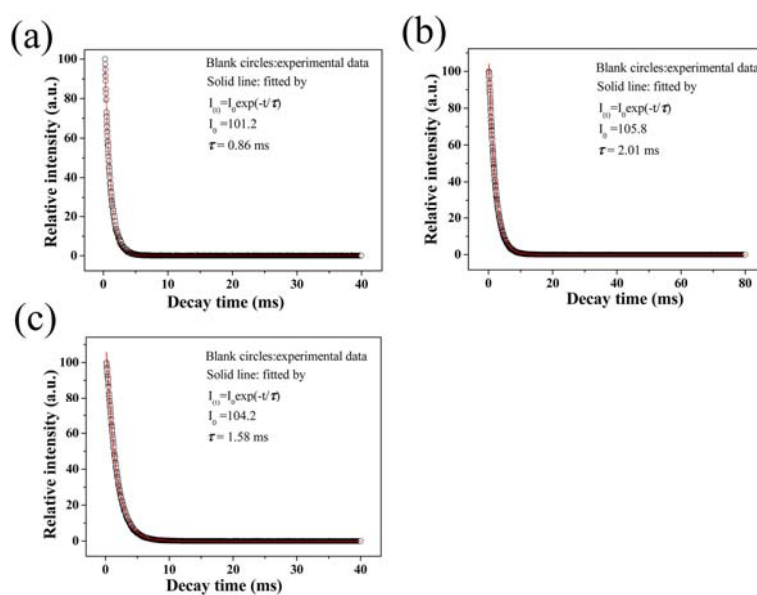 (a)
Relative intensity (a.u.)
100
80
60
40
20
0
Blank circles:experimental data
Solid line: fitted by
I(t)=I0exp(-t/τ)
I0=101.2
τ = 0.86 ms
0 10 20 30 40
Decay time (ms)
(b)
Relative intensity (a.u.)
100
80
60
40
20
0
Blank circles:experimental data
Solid line: fitted by
I(t)=I0exp(-t/τ)
I0=105.8
τ = 2.01 ms
0 20 40 60 80
Decay time (ms)
(c)
Relative intensity (a.u.)
100
80
60
40
20
0
Blank circles:experimental data
Solid line: fitted by
I(t)=I0exp(-t/τ)
I0=104.2
τ = 1.58 ms
0 10 20 30 40
Decay time (ms)